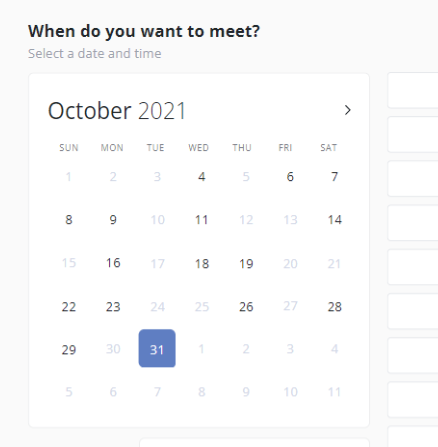 When do you want to meet?
Select a date and time
October 2021
SUN MON TUE WED THU FRI SAT
1 2 3 4 5 6 7
8 9 10 11 12 13 14
15 16 17 18 19 20 21
22 23 24 25 26 27 28
29 30 31 1 2 3 4
5 6 7 8 9 10 11